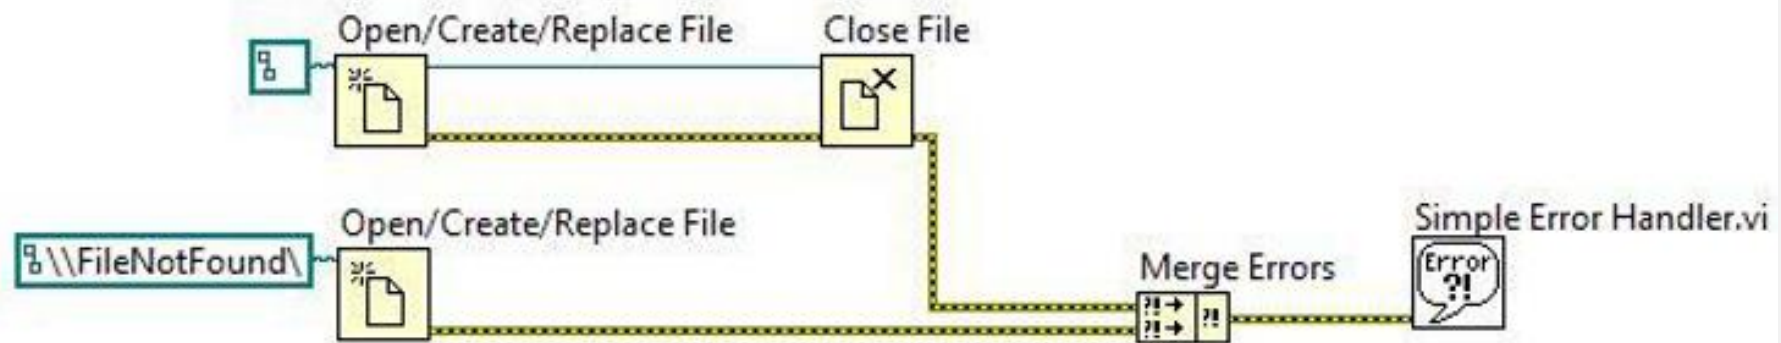 Open/Create/Replace File
Close File
Open/Create/Replace File
\\FileNotFound\
Merge Errors
?!
?!
?!
Simple Error Handler.vi
Error
?!